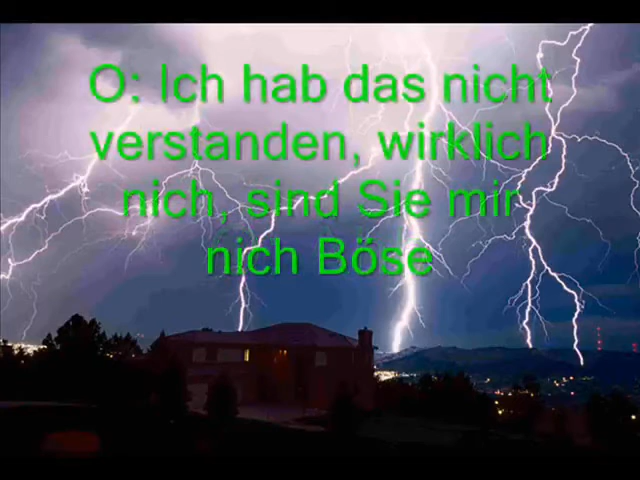 O: Ich hab das nicht
verstanden, wirklich
nich, sind Sie mir
nich Böse